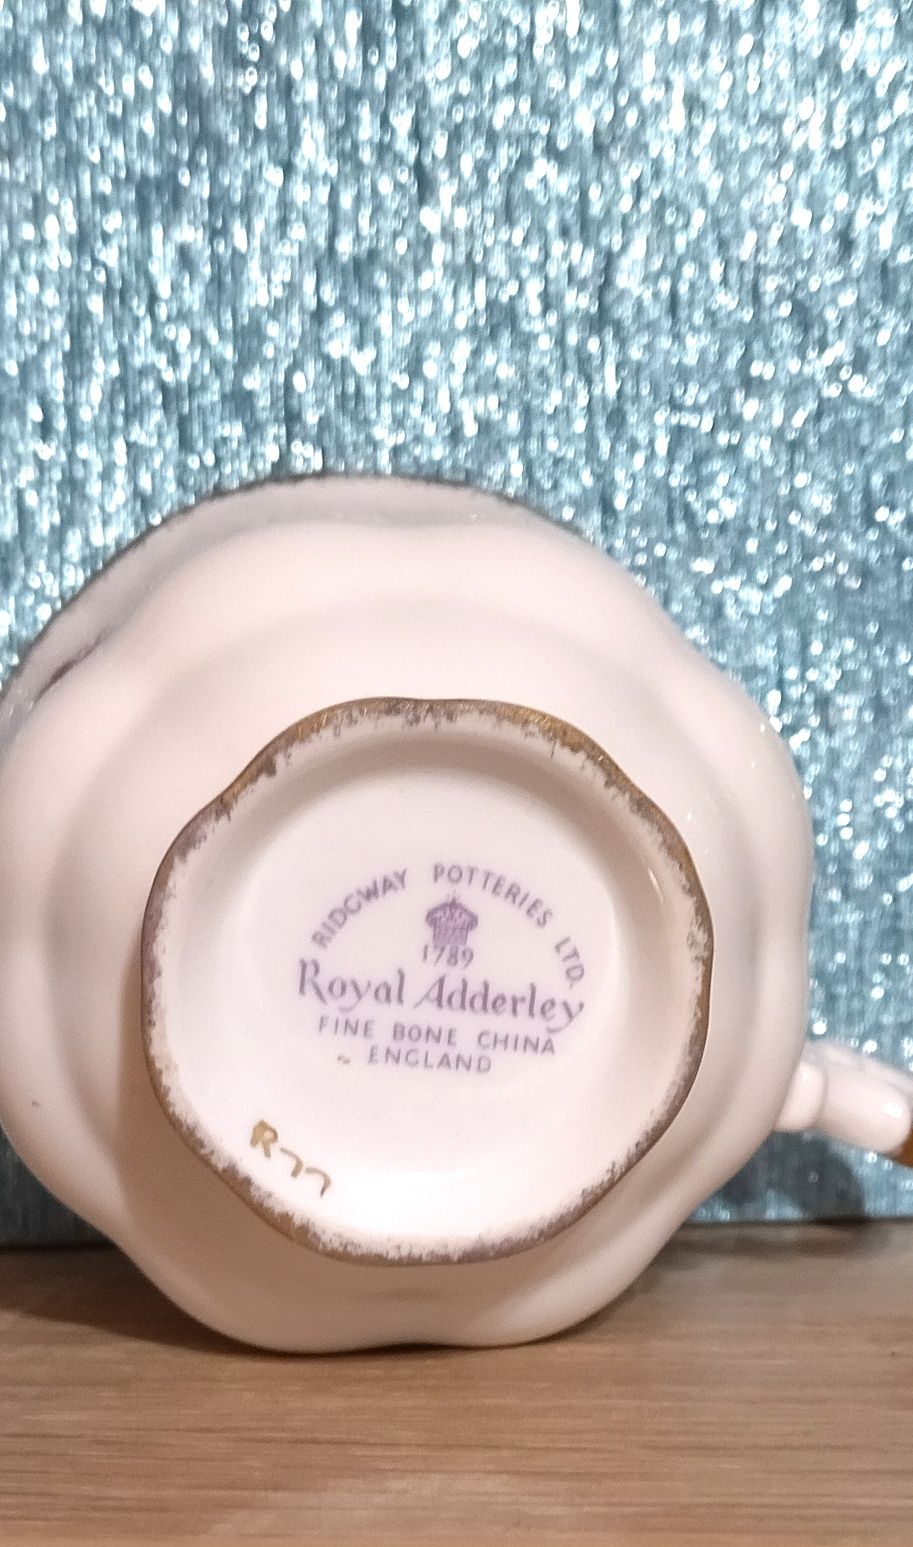 RIDGWAY POTTERIES LTD.
1789
Royal Adderley
FINE BONE CHINA
ENGLAND
R77